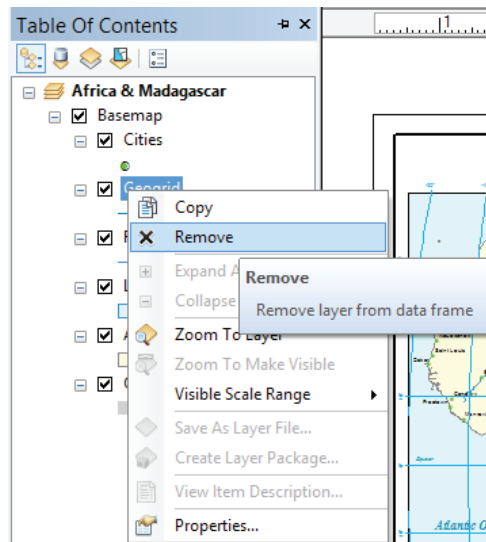 Table Of Contents
1
Africa & Madagascar
Basemap
Cities
Geogrid
Copy
Remove
Expand A
Remove
Collapse
Remove layer from data frame
Zoom To Layer
Zoom To Make Visible
Visible Scale Range
Save As Layer File...
Create Layer Package...
View Item Description...
Properties...
Atlantic O